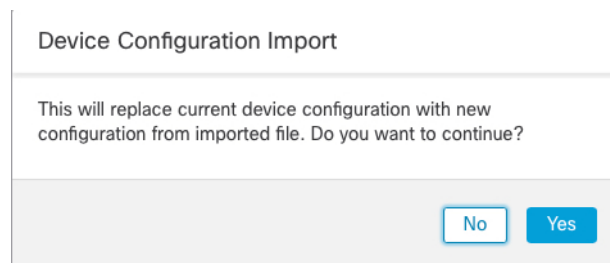 Device Configuration Import
This will replace current device configuration with new
configuration from imported file. Do you want to continue?
No
Yes